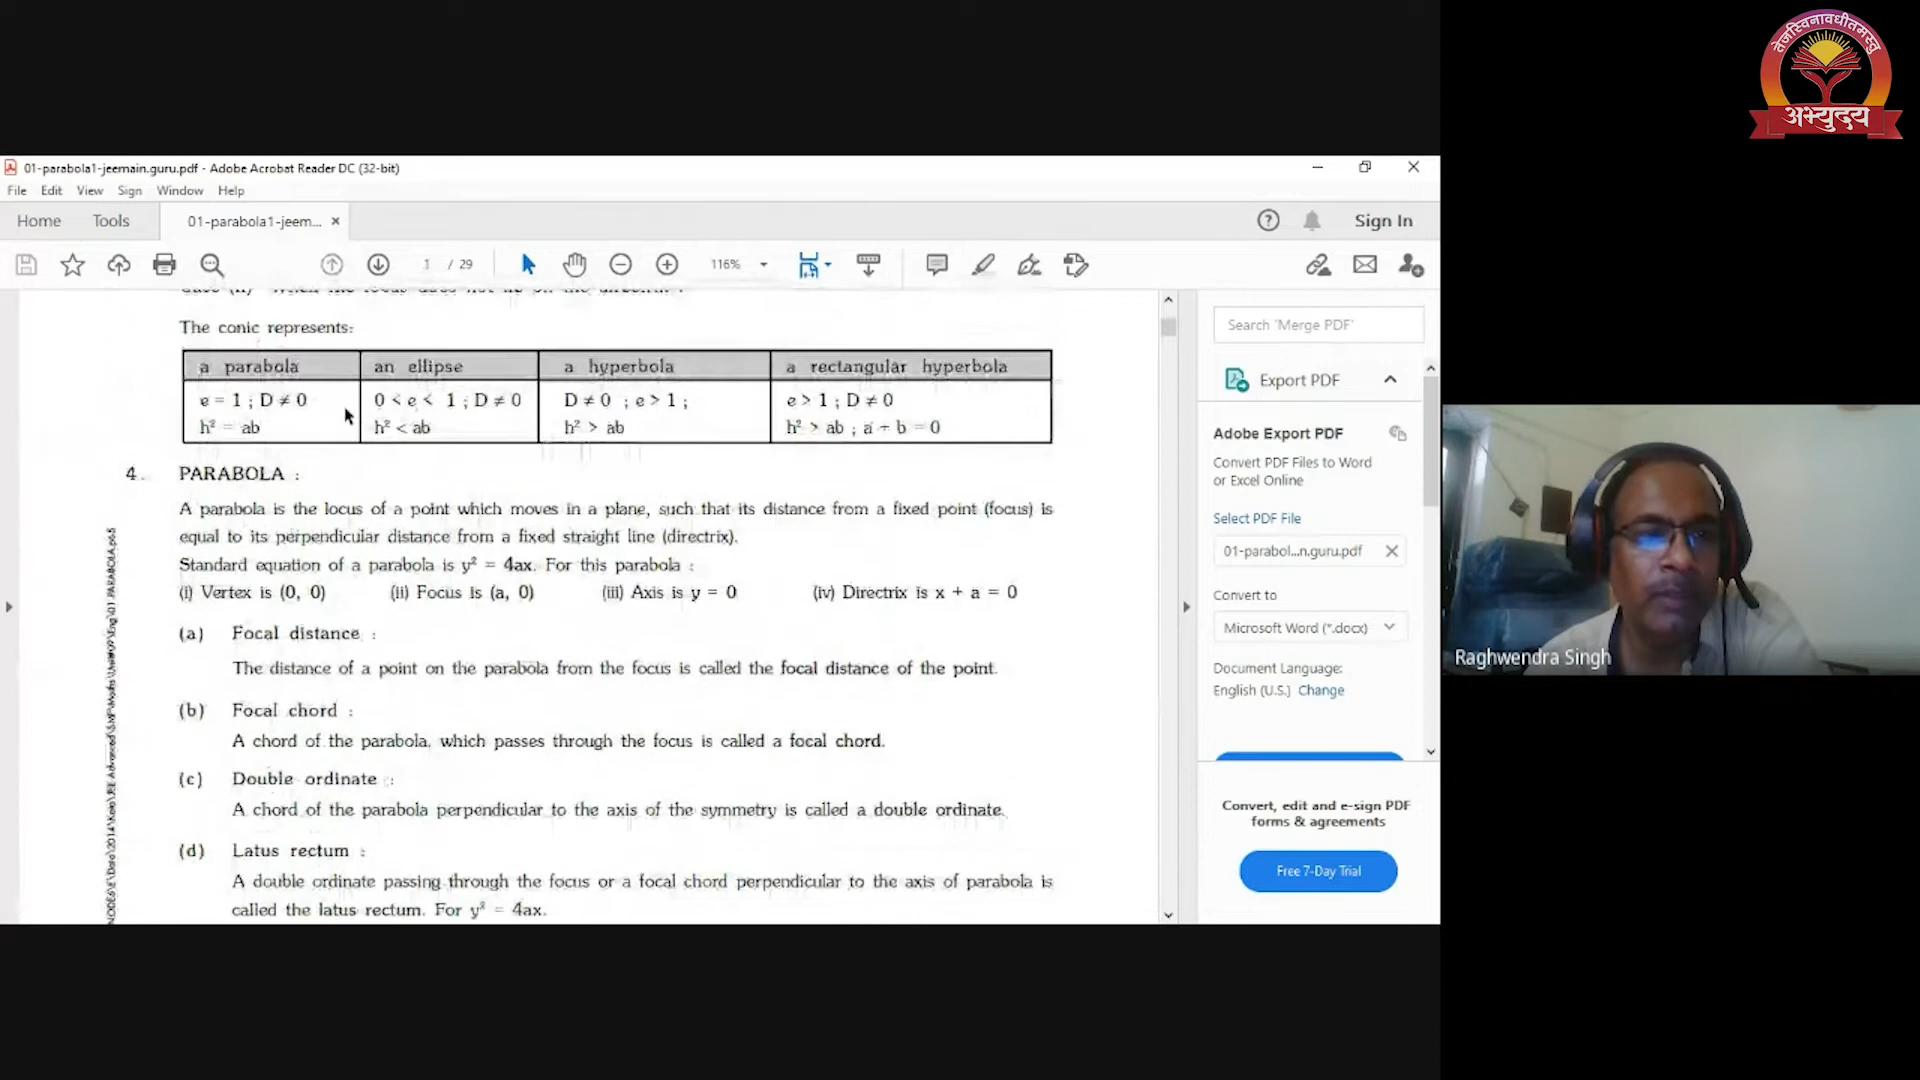 तेजस्विनावधीतमस्तु
अभ्युदय
01-parabola1-jeemain.guru.pdf - Adobe Acrobat Reader DC (32-bit)
File Edit View Sign Window Help
Home Tools 01-parabola1-jeem... × Sign In
1 / 29 116%
The conic represents:
a parabola an ellipse a hyperbola a rectangular hyperbola
e = 1 ; D ≠ 0 0 < e < 1 ; D ≠ 0 D ≠ 0 ; e > 1 ; e > 1 ; D ≠ 0
h² = ab h² < ab h² > ab h² > ab ; a + b = 0
4. PARABOLA :
A parabola is the locus of a point which moves in a plane, such that its distance from a fixed point (focus) is
equal to its perpendicular distance from a fixed straight line (directrix).
Standard equation of a parabola is y² = 4ax. For this parabola :
(i) Vertex is (0, 0) (ii) Focus is (a, 0) (iii) Axis is y = 0 (iv) Directrix is x + a = 0
(a) Focal distance :
The distance of a point on the parabola from the focus is called the focal distance of the point.
(b) Focal chord :
A chord of the parabola, which passes through the focus is called a focal chord.
(c) Double ordinate :
A chord of the parabola perpendicular to the axis of the symmetry is called a double ordinate.
(d) Latus rectum :
A double ordinate passing through the focus or a focal chord perpendicular to the axis of parabola is
called the latus rectum. For y² = 4ax.
Search 'Merge PDF'
Export PDF
Adobe Export PDF
Convert PDF Files to Word
or Excel Online
Select PDF File
01-parabol...n.guru.pdf
Convert to
Microsoft Word (*.docx)
Document Language:
English (U.S.) Change
Convert, edit and e-sign PDF
forms & agreements
Free 7-Day Trial
Raghwendra Singh